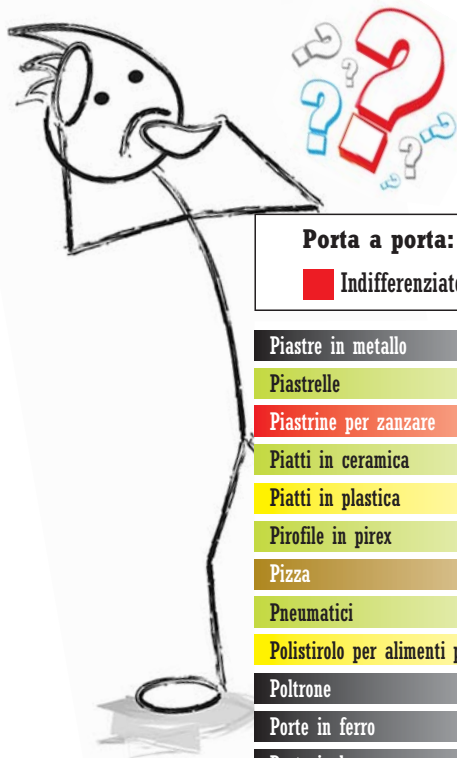 ? ? ? ? ? ? ?
Porta a porta:
Indifferenziato
Piastre in metallo
Piastrelle
Piastrine per zanzare
Piatti in ceramica
Piatti in plastica
Pirofile in pirex
Pizza
Pneumatici
Polistirolo per alimenti
Poltrone
Porte in ferro